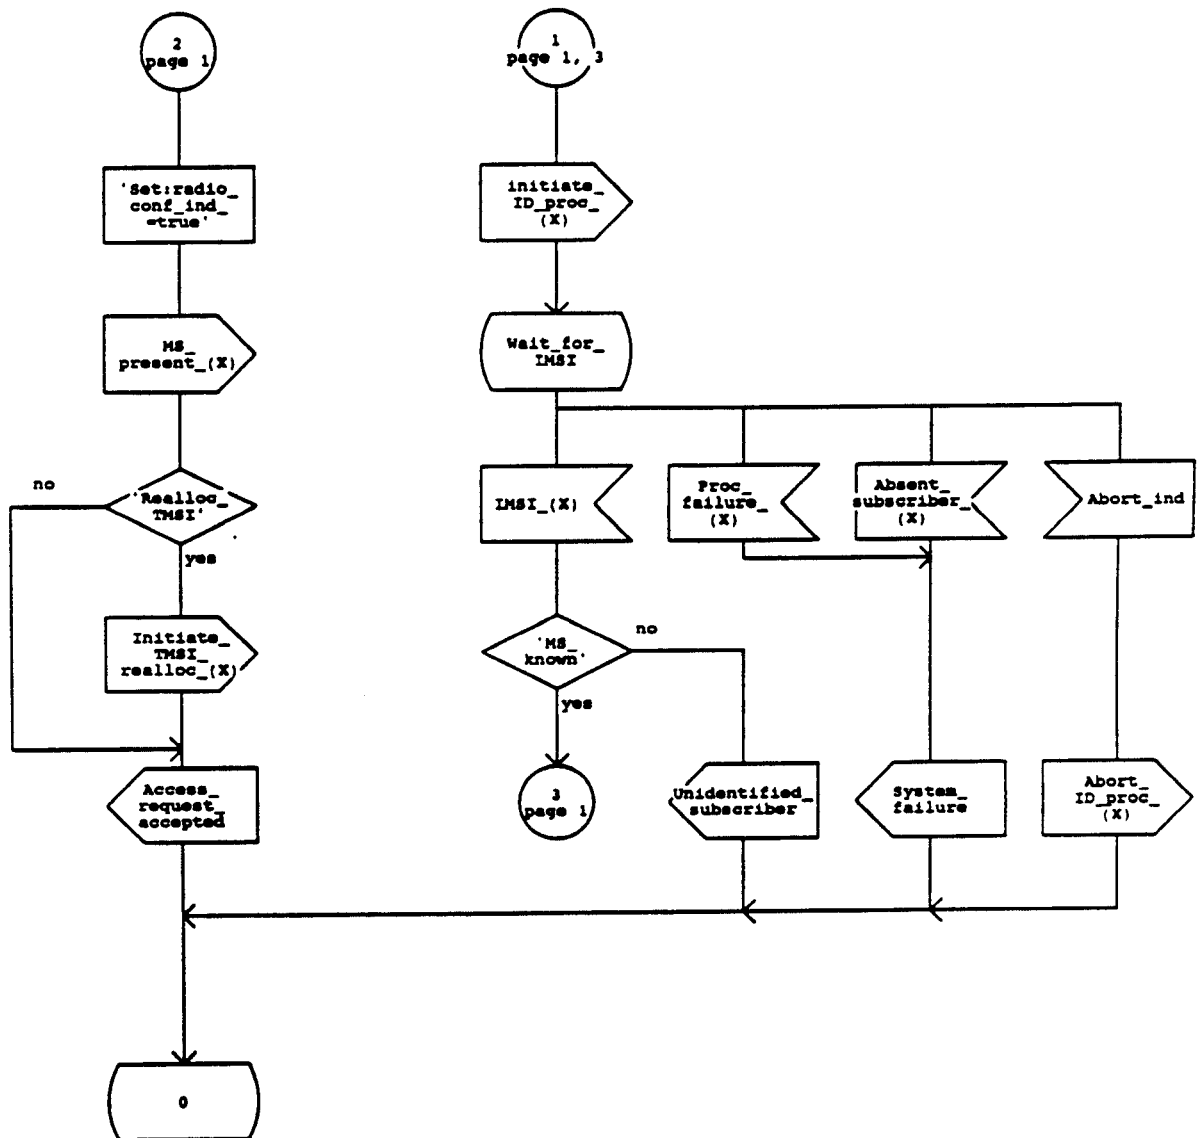 2
page 1
'Set:radio_
conf_ind_
=true'
MS_
present_(X)
no
'Realloc_
TMSI'
yes
Initiate_
TMSI_
realloc_(X)
Access_
request_
accepted
1
page 1, 3
initiate_
ID_proc_
(X)
Wait_for_
IMSI
IMSI_(X)
Proc_
failure_
(X)
Absent_
subscriber_
(X)
Abort_ind
'MS_
known'
no
yes
3
page 1
Unidentified_
subscriber
System_
failure
Abort_
ID_proc_
(X)
0